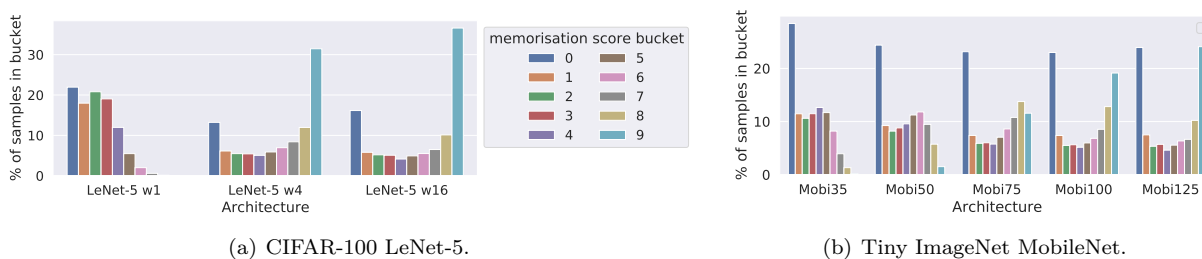 % of samples in bucket
30
20
10
0
LeNet-5 w1 LeNet-5 w4 LeNet-5 w16
Architecture
memorisation score bucket
0 5
1 6
2 7
3 8
4 9
(a) CIFAR-100 LeNet-5.
% of samples in bucket
20
10
0
Mobi35 Mobi50 Mobi75 Mobi100 Mobi125
Architecture
(b) Tiny ImageNet MobileNet.